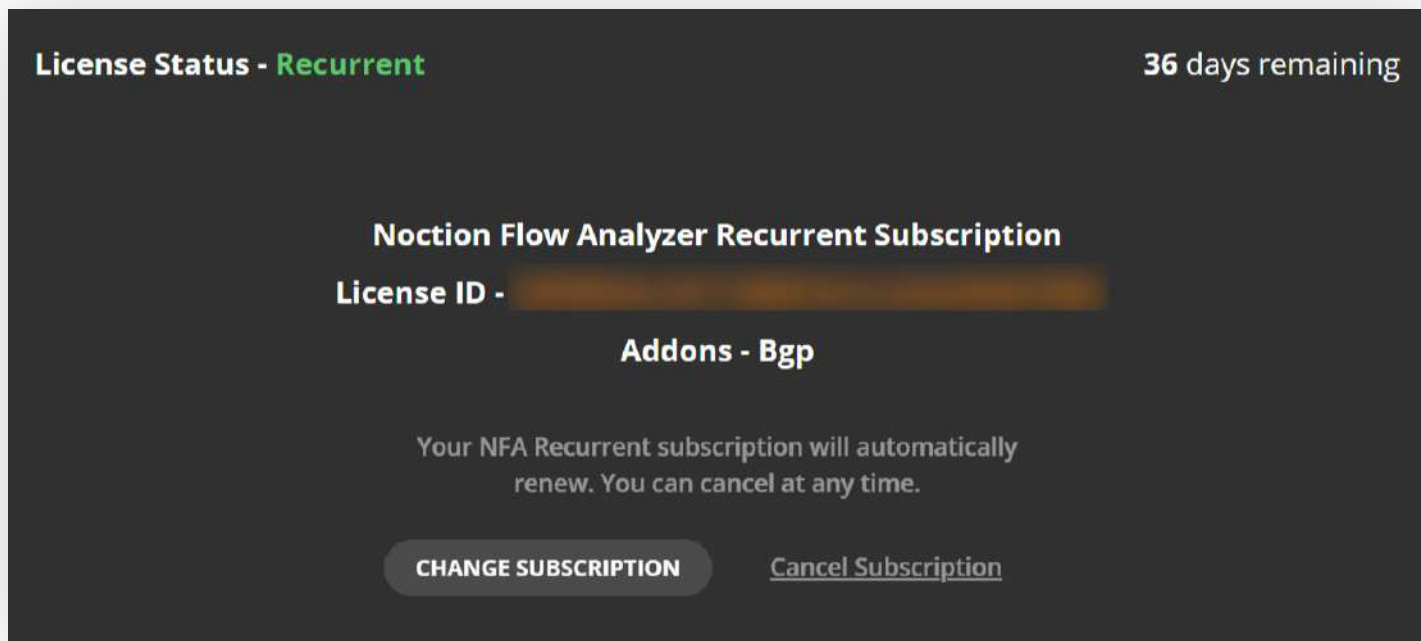 License Status - Recurrent
36 days remaining
Noction Flow Analyzer Recurrent Subscription
License ID -
Addons - Bgp
Your NFA Recurrent subscription will automatically
renew. You can cancel at any time.
CHANGE SUBSCRIPTION
Cancel Subscription